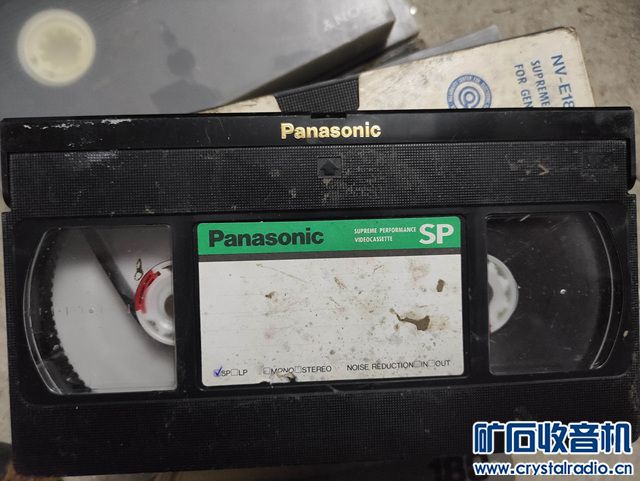 NV-E18
SUPREME
FOR GEN
Panasonic
Panasonic
SUPREME PERFORMANCE
VIDEOCASSETTE
SP
SP LP MONO STEREO NOISE REDUCTION IN OUT
矿石收音机
www.crystalradio.cn